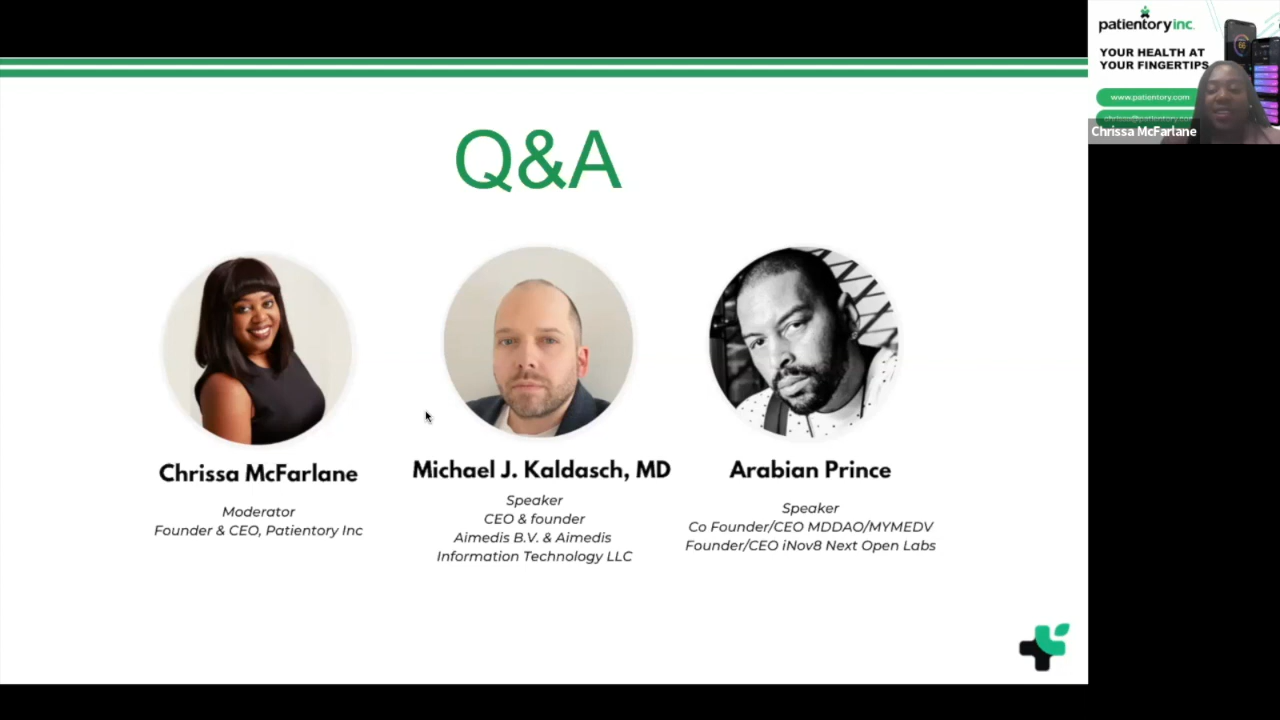 Q&A
Chrissa McFarlane
Moderator
Founder & CEO, Patientory Inc
Michael J. Kaldasch, MD
Speaker
CEO & founder
Aimedis B.V. & Aimedis
Information Technology LLC
Arabian Prince
Speaker
Co Founder/CEO MDDAO/MYMEDV
Founder/CEO iNov8 Next Open Labs
patientory inc.
YOUR HEALTH AT
YOUR FINGERTIPS
www.patientory.com
Chrissa McFarlane